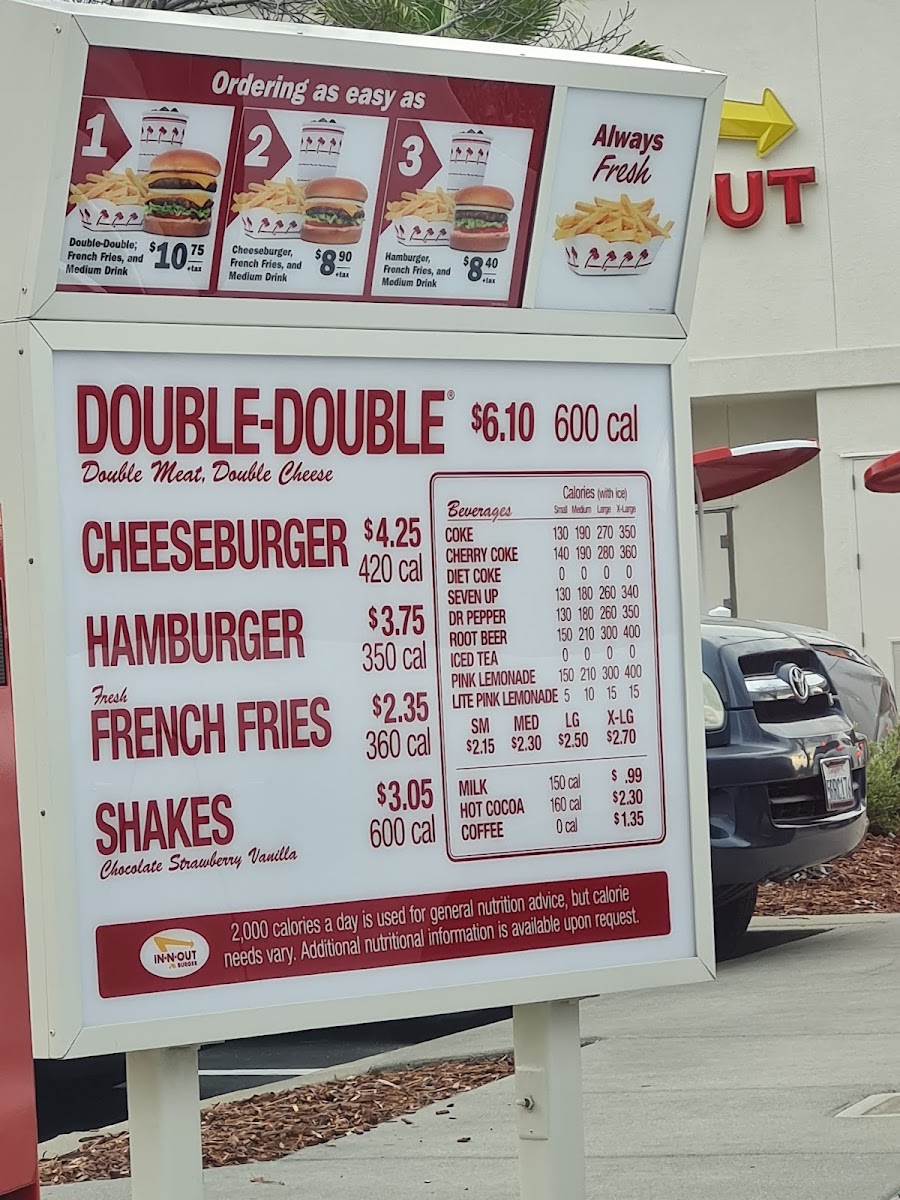 Ordering as easy as
1
Double-Double,
French Fries, and
Medium Drink
$10 75
+tax
2
Cheeseburger,
French Fries, and
Medium Drink
$8 90
+tax
3
Hamburger,
French Fries, and
Medium Drink
$8 40
+tax
Always
Fresh
OUT
DOUBLE-DOUBLE® $6.10 600 cal
Double Meat, Double Cheese
CHEESEBURGER $4.25
420 cal
HAMBURGER $3.75
350 cal
Fresh
FRENCH FRIES $2.35
360 cal
SHAKES $3.05
600 cal
Chocolate Strawberry Vanilla
Calories (with ice)
Beverages Small Medium Large X-Large
COKE 130 190 270 350
CHERRY COKE 140 190 280 360
DIET COKE 0 0 0 0
SEVEN UP 130 180 260 340
DR PEPPER 130 180 260 350
ROOT BEER 150 210 300 400
ICED TEA 0 0 0 0
PINK LEMONADE 150 210 300 400
LITE PINK LEMONADE 5 10 15 15
SM MED LG X-LG
$2.15 $2.30 $2.50 $2.70
MILK 150 cal $ .99
HOT COCOA 160 cal $2.30
COFFEE 0 cal $1.35
IN-N-OUT
BURGER
2,000 calories a day is used for general nutrition advice, but calorie
needs vary. Additional nutritional information is available upon request.